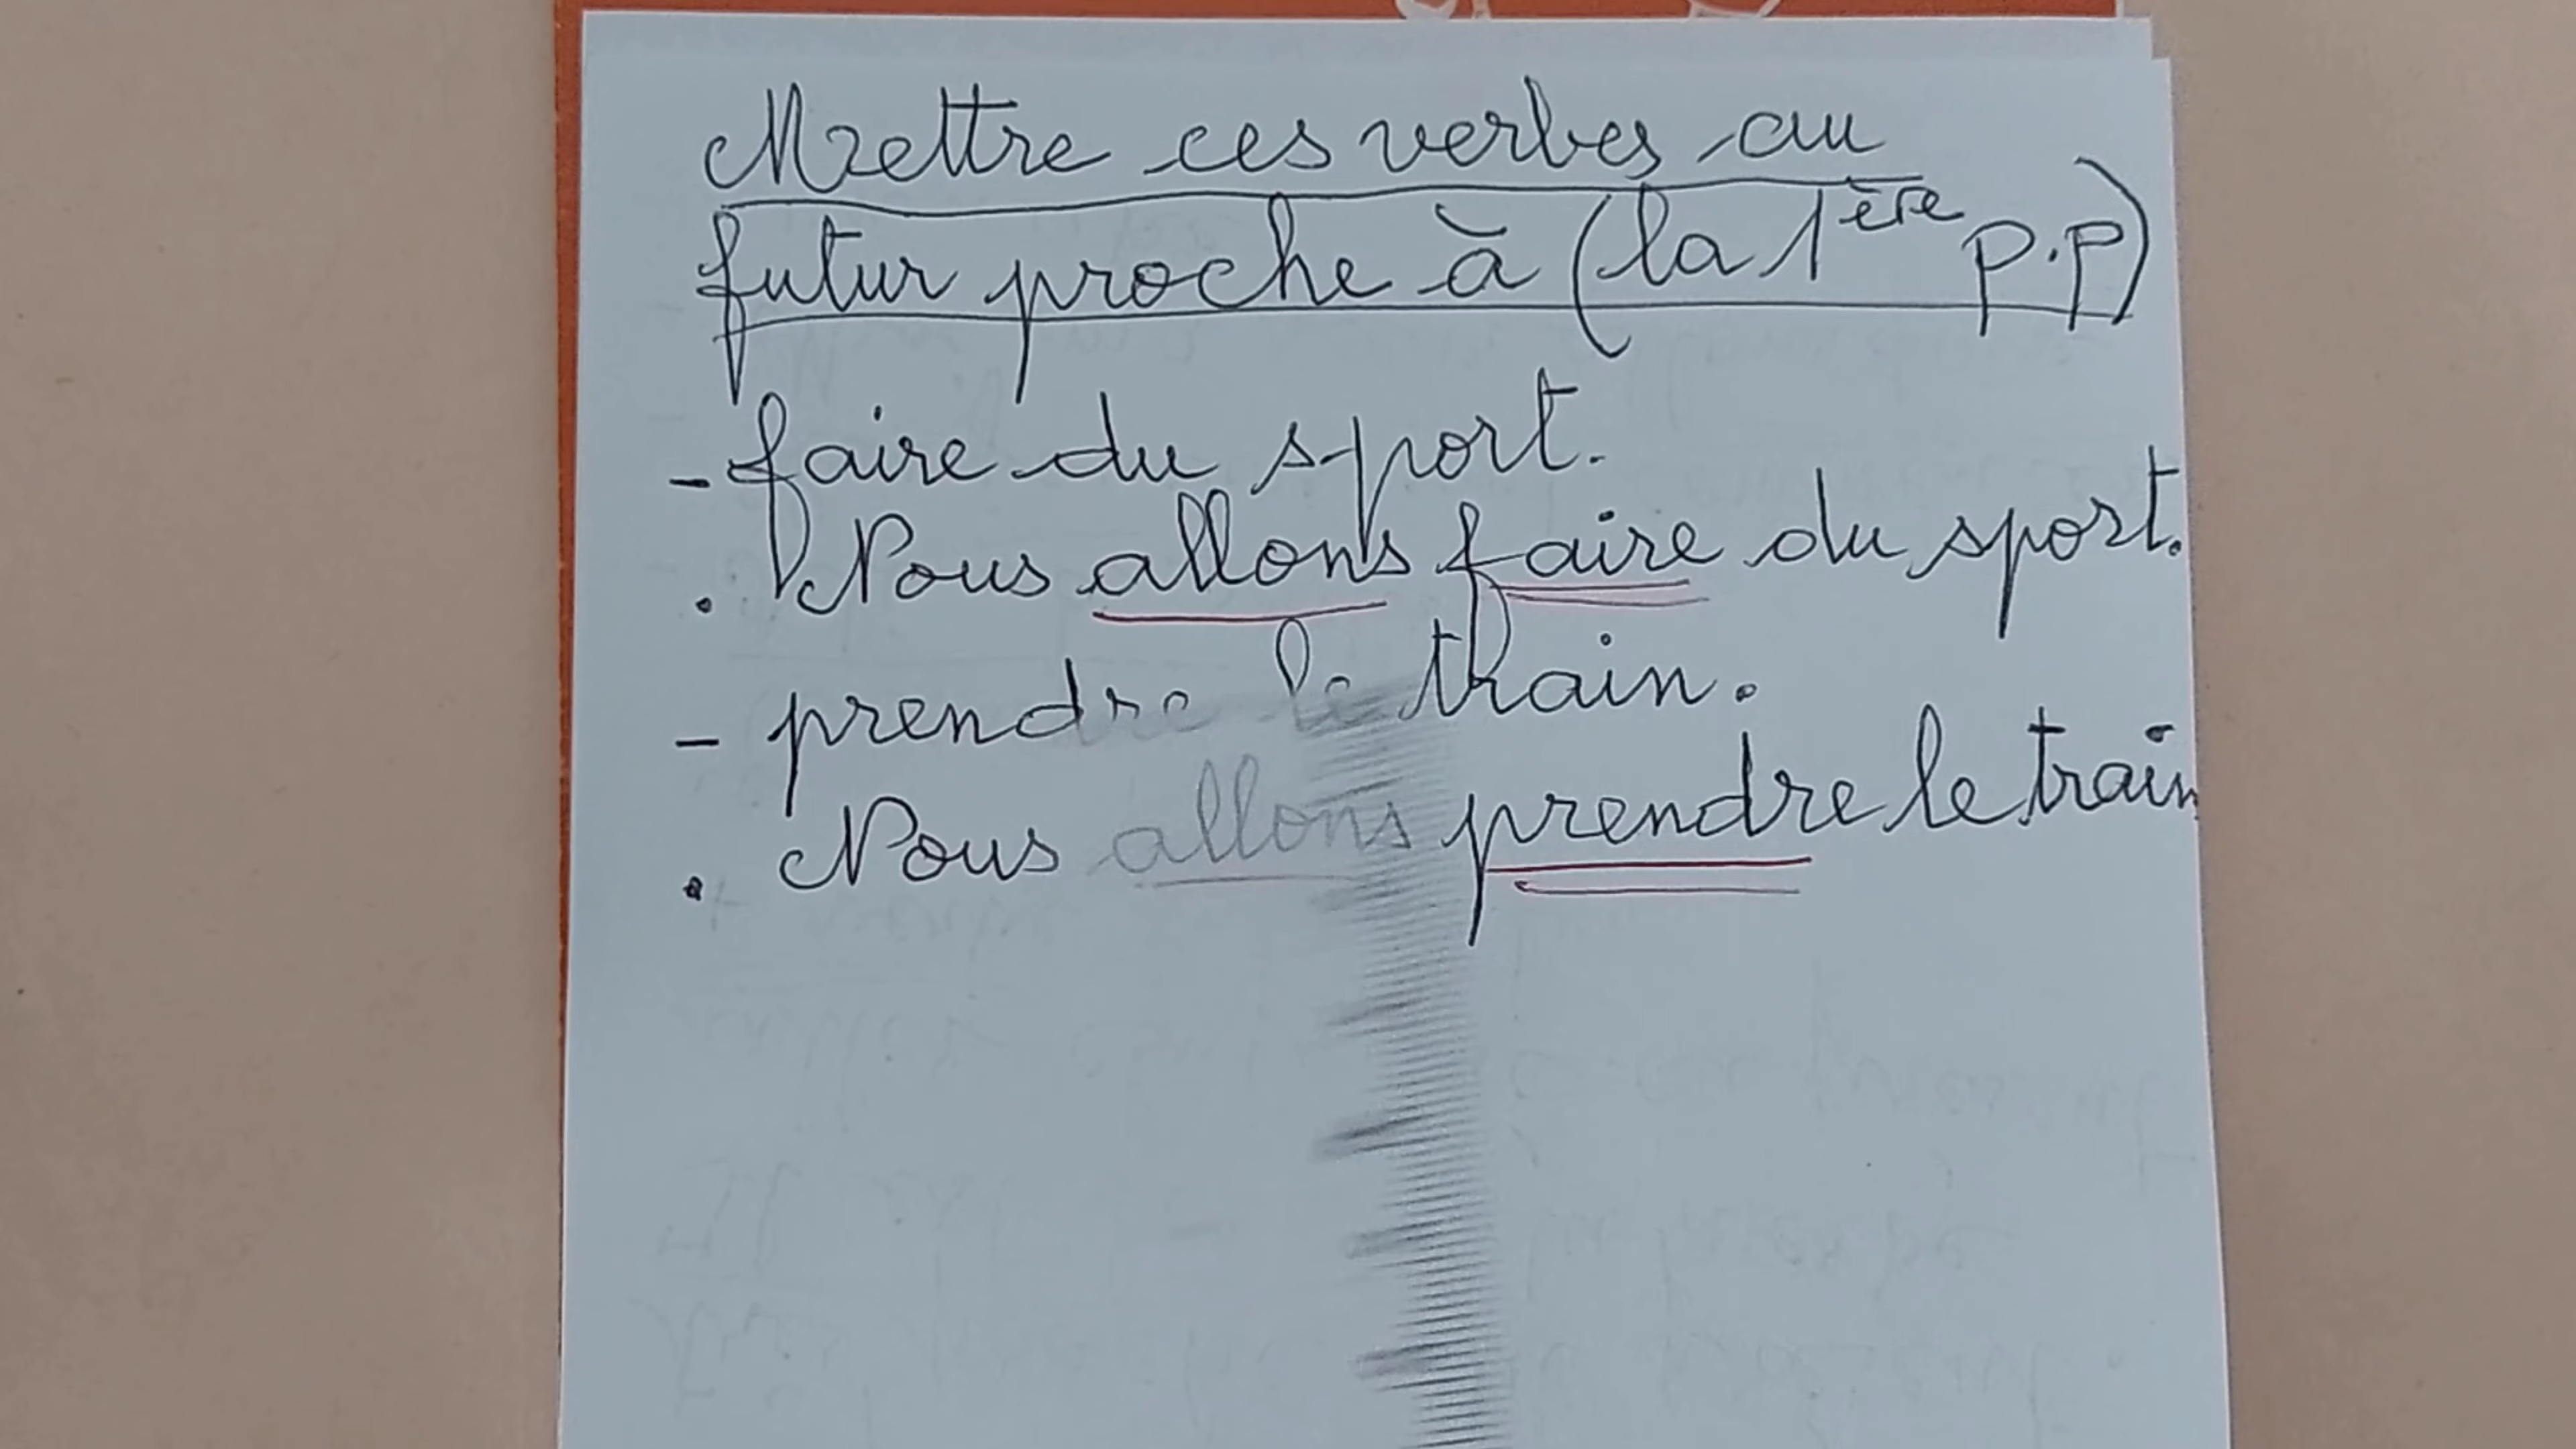 Mettre ces verbes au
futur proche à (la 1ère p.p)
- faire du sport.
. Nous allons faire du sport.
- prendre le train.
. Nous allons prendre le train